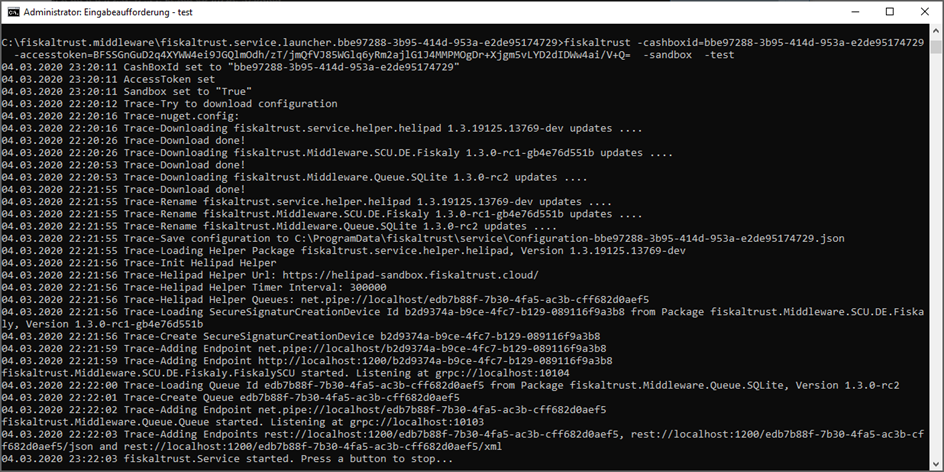 Administrator: Eingabeaufforderung - test
C:\fiskaltrust.middleware\fiskaltrust.service.launcher.bbe97288-3b95-414d-953a-e2de95174729>fiskaltrust -cashboxid=bbe97288-3b95-414d-953a-e2de95174729
-accesstoken=BFSSGnGuD2q4XYWW4ei9JGQlmOdh/zT/jmQfVJ85WGlq6yRm2ajlG1J4MMPMOgDr+Xjgm5vLYD2dIDWw4ai/V+Q= -sandbox -test
04.03.2020 22:20:11 CashBoxId set to "bbe97288-3b95-414d-953a-e2de95174729"
04.03.2020 22:20:11 AccessToken set
04.03.2020 22:20:11 Sandbox set to "True"
04.03.2020 22:20:12 Trace-Try to download configuration
04.03.2020 22:20:16 Trace-nuget.config:
04.03.2020 22:20:16 Trace-Downloading fiskaltrust.service.helper.helipad 1.3.19125.13769-dev updates ....
04.03.2020 22:20:26 Trace-Download done!
04.03.2020 22:20:26 Trace-Downloading fiskaltrust.Middleware.SCU.DE.Fiskaly 1.3.0-rc1-gb4e76d551b updates ....
04.03.2020 22:20:53 Trace-Download done!
04.03.2020 22:20:53 Trace-Downloading fiskaltrust.Middleware.Queue.SQLite 1.3.0-rc2 updates ....
04.03.2020 22:21:55 Trace-Download done!
04.03.2020 22:21:55 Trace-Rename fiskaltrust.service.helper.helipad 1.3.19125.13769-dev updates ....
04.03.2020 22:21:55 Trace-Rename fiskaltrust.Middleware.SCU.DE.Fiskaly 1.3.0-rc1-gb4e76d551b updates ....
04.03.2020 22:21:55 Trace-Rename fiskaltrust.Middleware.Queue.SQLite 1.3.0-rc2 updates ....
04.03.2020 22:21:55 Trace-Save configuration to C:\ProgramData\fiskaltrust\service\Configuration-bbe97288-3b95-414d-953a-e2de95174729.json
04.03.2020 22:21:55 Trace-Loading Helper Package fiskaltrust.service.helper.helipad, Version 1.3.19125.13769-dev
04.03.2020 22:21:56 Trace-Init Helipad Helper
04.03.2020 22:21:56 Trace-Helipad Helper Url: https://helipad-sandbox.fiskaltrust.cloud/
04.03.2020 22:21:56 Trace-Helipad Helper Timer Interval: 300000
04.03.2020 22:21:56 Trace-Helipad Helper Queues: net.pipe://localhost/edb7b88f-7b30-4fa5-ac3b-cff682d0aef5
04.03.2020 22:21:56 Trace-Loading SecureSignaturCreationDevice Id b2d9374a-b9ce-4fc7-b129-089116f9a3b8 from Package fiskaltrust.Middleware.SCU.DE.Fiska
ly, Version 1.3.0-rc1-gb4e76d551b
04.03.2020 22:21:56 Trace-Create SecureSignaturCreationDevice b2d9374a-b9ce-4fc7-b129-089116f9a3b8
04.03.2020 22:21:59 Trace-Adding Endpoint net.pipe://localhost/b2d9374a-b9ce-4fc7-b129-089116f9a3b8
04.03.2020 22:21:56 Trace-Adding Endpoint http://localhost:1200/b2d9374a-b9ce-4fc7-b129-089116f9a3b8
fiskaltrust.Middleware.SCU.DE.Fiskaly.FiskalySCU started. Listening at grpc://localhost:10104
04.03.2020 22:22:00 Trace-Loading Queue Id edb7b88f-7b30-4fa5-ac3b-cff682d0aef5 from Package fiskaltrust.Middleware.Queue.SQLite, Version 1.3.0-rc2
04.03.2020 22:22:01 Trace-Create Queue edb7b88f-7b30-4fa5-ac3b-cff682d0aef5
04.03.2020 22:22:02 Trace-Adding Endpoint net.pipe://localhost/edb7b88f-7b30-4fa5-ac3b-cff682d0aef5
fiskaltrust.Middleware.Queue.Queue started. Listening at grpc://localhost:10103
04.03.2020 22:22:03 Trace-Adding Endpoints rest://localhost:1200/edb7b88f-7b30-4fa5-ac3b-cff682d0aef5, rest://localhost:1200/edb7b88f-7b30-4fa5-ac3b-cf
f682d0aef5/json and rest://localhost:1200/edb7b88f-7b30-4fa5-ac3b-cff682d0aef5/xml
04.03.2020 23:22:03 fiskaltrust.Service started. Press a button to stop...